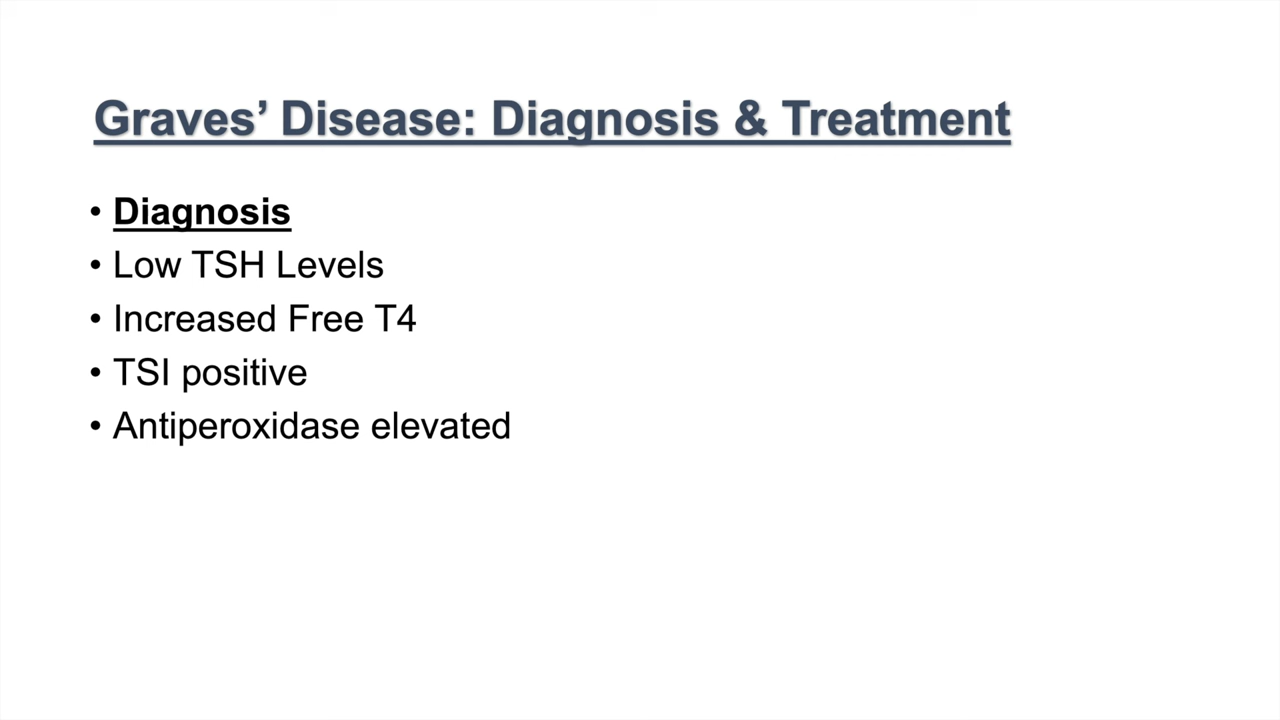 Graves’ Disease: Diagnosis & Treatment
• Diagnosis
• Low TSH Levels
• Increased Free T4
• TSI positive
• Antiperoxidase elevated